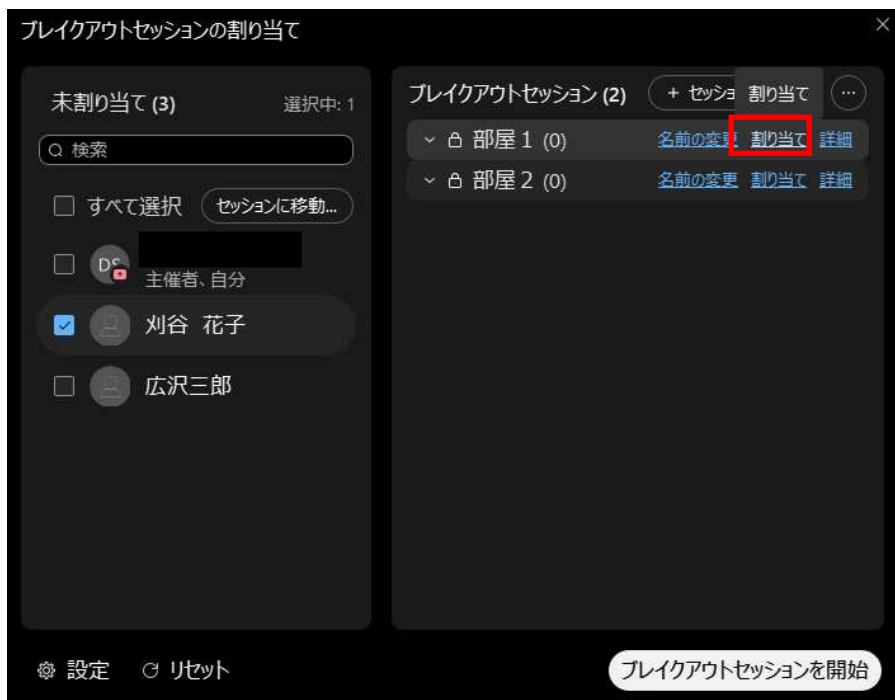 ブレイクアウトセッションの割り当て
未割り当て (3) 選択中: 1
検索
すべて選択 セッションに移動...
DS
主催者、自分
刈谷 花子
広沢三郎
ブレイクアウトセッション (2) + セッショ 割り当て ...
部屋1 (0) 名前の変更 割り当て 詳細
部屋2 (0) 名前の変更 割り当て 詳細
設定 リセット ブレイクアウトセッションを開始